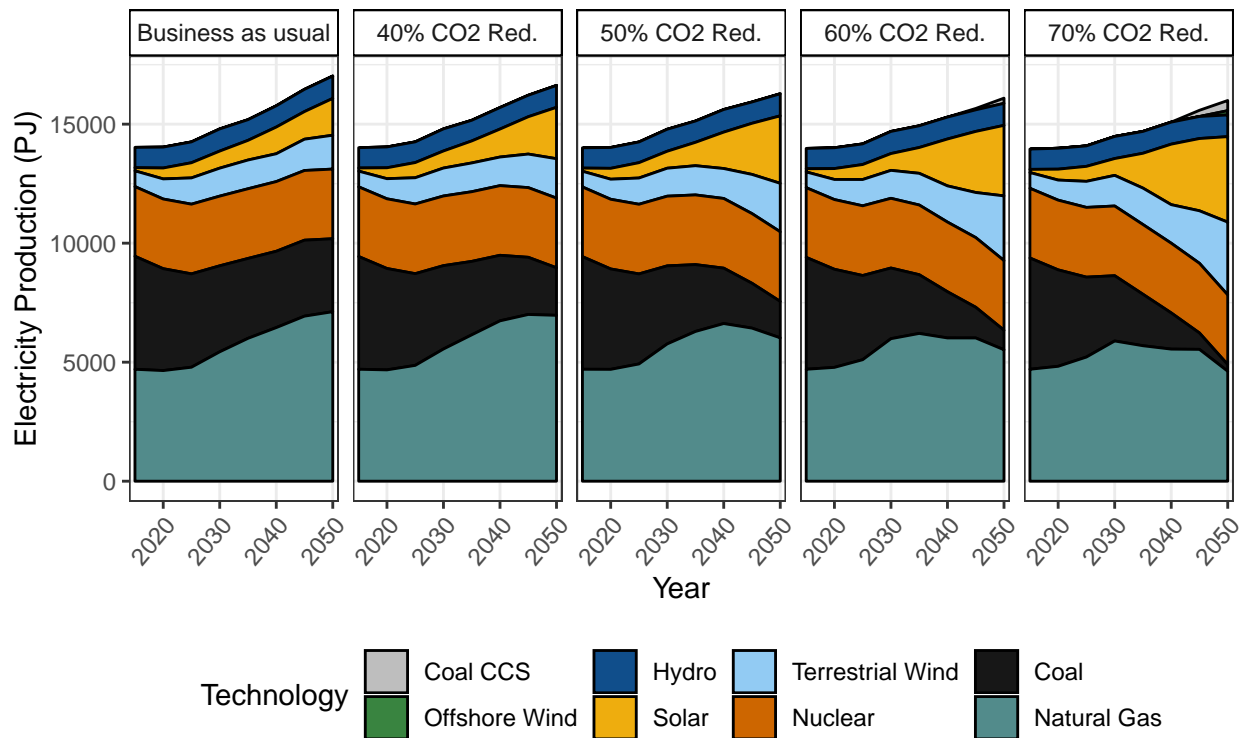 Business as usual
40% CO2 Red.
50% CO2 Red.
60% CO2 Red.
70% CO2 Red.
Electricity Production (PJ)
15000
10000
5000
0
2020 2030 2040 2050
2020 2030 2040 2050
2020 2030 2040 2050
2020 2030 2040 2050
2020 2030 2040 2050
Year
Technology
Coal CCS
Hydro
Terrestrial Wind
Coal
Offshore Wind
Solar
Nuclear
Natural Gas